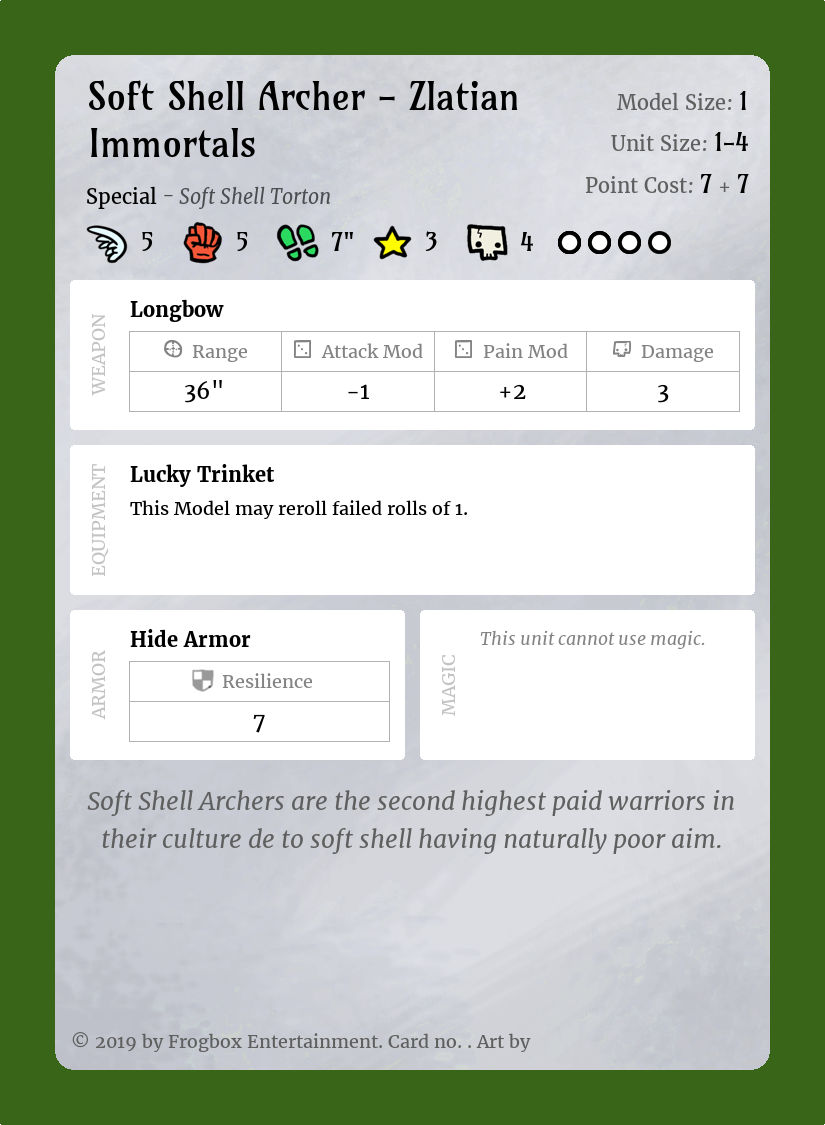 Soft Shell Archer – Zlatian
Immortals
Model Size: 1
Unit Size: 1–4
Point Cost: 7 + 7
Special – Soft Shell Torton
5 5 7" 3 4
WEAPON
Longbow
Range Attack Mod Pain Mod Damage
36" -1 +2 3
EQUIPMENT
Lucky Trinket
This Model may reroll failed rolls of 1.
ARMOR
Hide Armor
Resilience
7
MAGIC
This unit cannot use magic.
Soft Shell Archers are the second highest paid warriors in
their culture de to soft shell having naturally poor aim.
© 2019 by Frogbox Entertainment. Card no. . Art by